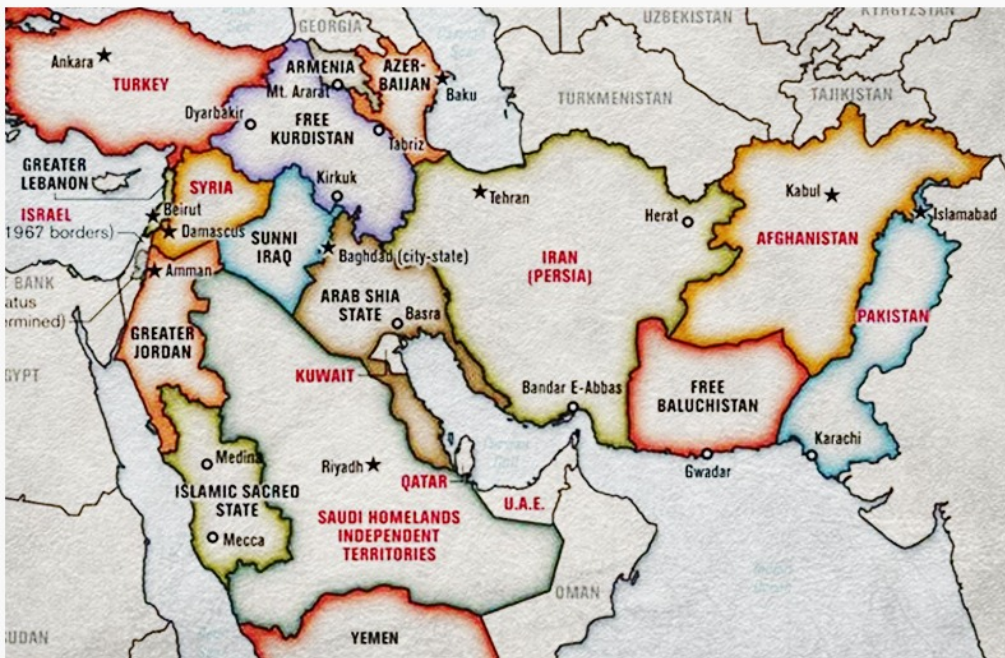 GEORGIA
UZBEKISTAN
KYRGYZSTAN
Ankara
TURKEY
ARMENIA
Mt. Ararat
AZER-
BAIJAN
Baku
TURKMENISTAN
TAJIKISTAN
Dyarbakir
FREE
KURDISTAN
Tabriz
GREATER
LEBANON
SYRIA
Kirkuk
Tehran
Herat
Kabul
Islamabad
ISRAEL
1967 borders)
Beirut
Damascus
SUNNI
IRAQ
Baghdad (city-state)
IRAN
(PERSIA)
AFGHANISTAN
BANK
atus
ermined)
Amman
ARAB SHIA
STATE
Basra
PAKISTAN
GREATER
JORDAN
GYPT
KUWAIT
Bandar E-Abbas
FREE
BALUCHISTAN
Karachi
Gwadar
Medina
ISLAMIC SACRED
STATE
Mecca
Riyadh
QATAR
U.A.E.
SAUDI HOMELANDS
INDEPENDENT
TERRITORIES
OMAN
UDAN
YEMEN